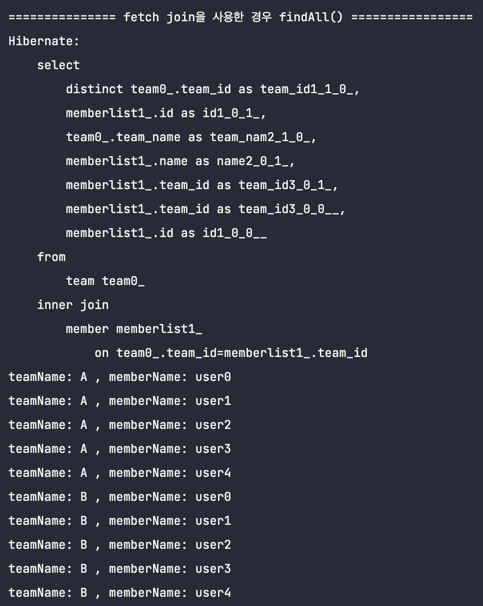 =============== fetch join을 사용한 경우 findAll() =================
Hibernate:
    select
        distinct team0_.team_id as team_id1_1_0_,
        memberlist1_.id as id1_0_1_,
        team0_.team_name as team_nam2_1_0_,
        memberlist1_.name as name2_0_1_,
        memberlist1_.team_id as team_id3_0_1_,
        memberlist1_.team_id as team_id3_0_0__,
        memberlist1_.id as id1_0_0__
    from
        team team0_
    inner join
        member memberlist1_
            on team0_.team_id=memberlist1_.team_id
teamName: A , memberName: user0
teamName: A , memberName: user1
teamName: A , memberName: user2
teamName: A , memberName: user3
teamName: A , memberName: user4
teamName: B , memberName: user0
teamName: B , memberName: user1
teamName: B , memberName: user2
teamName: B , memberName: user3
teamName: B , memberName: user4